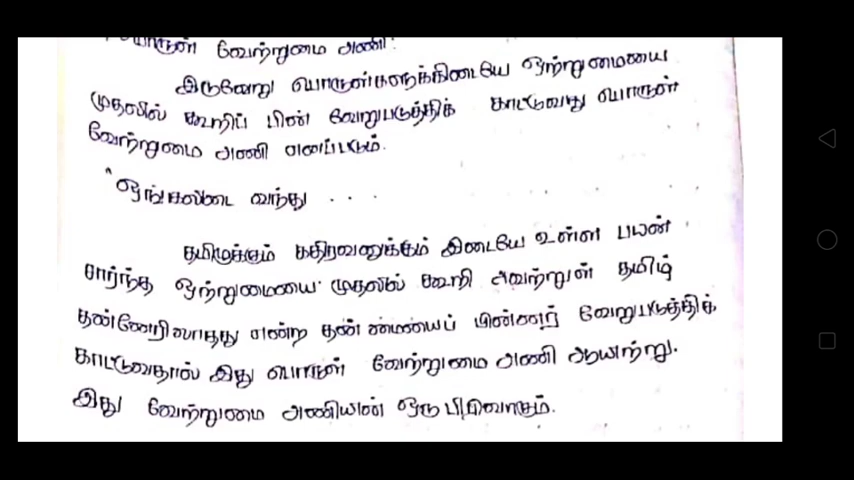 பொருள் வேற்றுமை அணி:
இருவேறு பொருள்களுக்கிடையே ஒற்றுமையை
முதலில் கூறிப் பின் வேறுபடுத்திக் காட்டுவது பொருள்
வேற்றுமை அணி எனப்படும்.
"ஓங்கலிடை வந்து . . .
தமிழுக்கும் கதிரவனுக்கும் இடையே உள்ள பயன்
சார்ந்த ஒற்றுமையை முதலில் கூறி அவற்றுள் தமிழ்
தன்னேரிலாதது என்ற தன்மையைப் பின்னர் வேறுபடுத்திக்
காட்டுவதால் இது பொருள் வேற்றுமை அணி ஆயிற்று.
இது வேற்றுமை அணியின் ஒரு பிரிவாகும்.